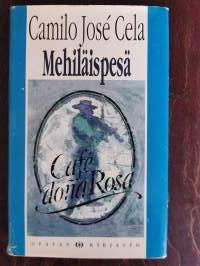 Camilo José Cela
Mehiläispesä
Café
doña Rosa
OTAVAN KIRJASTO